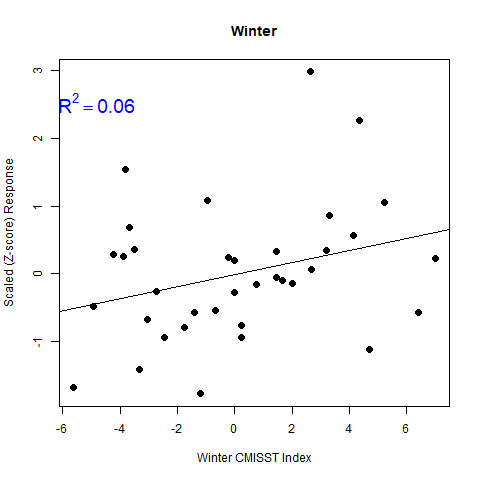 Winter
R² = 0.06
3
2
1
0
-1
Scaled (Z-score) Response
-6 -4 -2 0 2 4 6
Winter CMISST Index